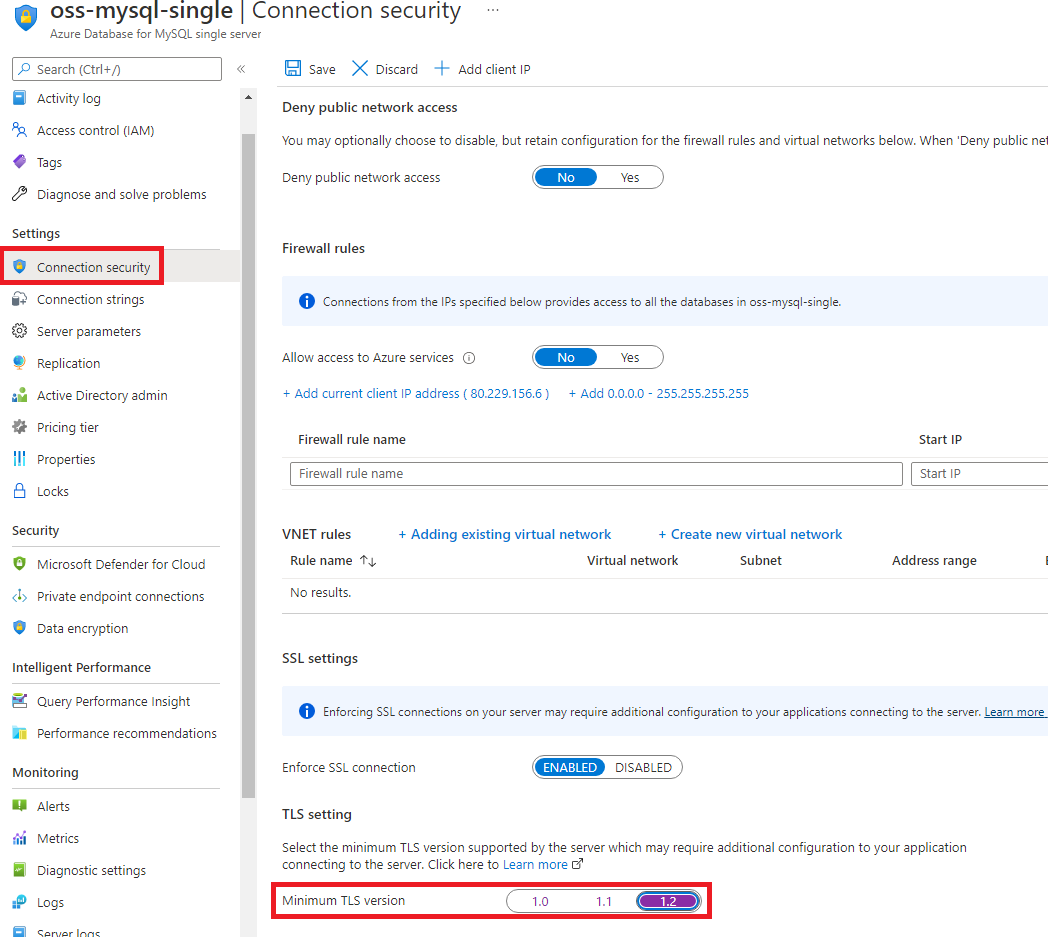 oss-mysql-single | Connection security ...
Azure Database for MySQL single server
Search (Ctrl+/)
«
Activity log
Access control (IAM)
Tags
Diagnose and solve problems
Settings
Connection security
Connection strings
Server parameters
Replication
Active Directory admin
Pricing tier
Properties
Locks
Security
Microsoft Defender for Cloud
Private endpoint connections
Data encryption
Intelligent Performance
Query Performance Insight
Performance recommendations
Monitoring
Alerts
Metrics
Diagnostic settings
Logs
Server logs
Save Discard + Add client IP
Deny public network access
You may optionally choose to disable, but retain configuration for the firewall rules and virtual networks below. When 'Deny public net
Deny public network access No Yes
Firewall rules
Connections from the IPs specified below provides access to all the databases in oss-mysql-single.
Allow access to Azure services No Yes
+ Add current client IP address ( 80.229.156.6 ) + Add 0.0.0.0 - 255.255.255.255
Firewall rule name Start IP
Firewall rule name Start IP
VNET rules + Adding existing virtual network + Create new virtual network
Rule name ↑↓ Virtual network Subnet Address range
No results.
SSL settings
Enforcing SSL connections on your server may require additional configuration to your applications connecting to the server. Learn more
Enforce SSL connection ENABLED DISABLED
TLS setting
Select the minimum TLS version supported by the server which may require additional configuration to your application
connecting to the server. Click here to Learn more
Minimum TLS version 1.0 1.1 1.2